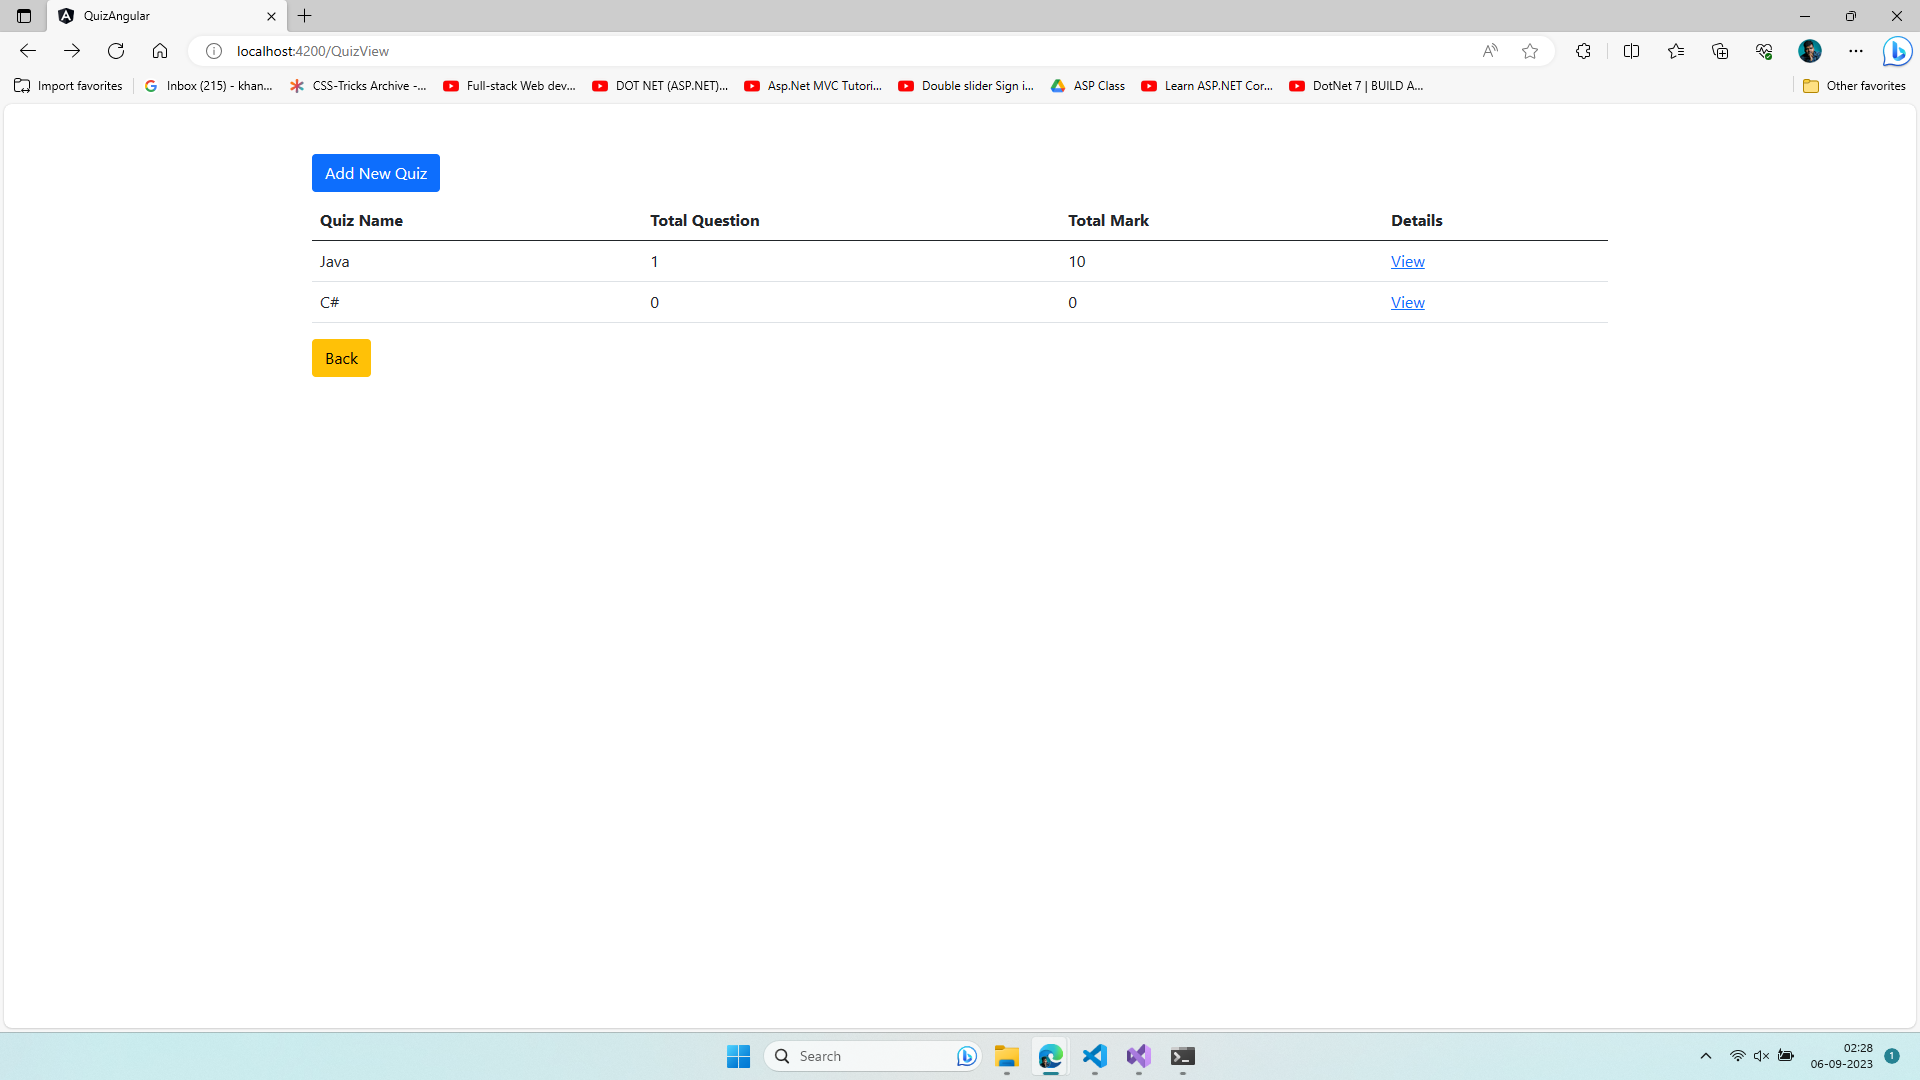 QuizAngular
localhost:4200/QuizView
Import favorites
Inbox (215) - khan...
CSS-Tricks Archive -...
Full-stack Web dev...
DOT NET (ASP.NET)...
Asp.Net MVC Tutori...
Double slider Sign i...
ASP Class
Learn ASP.NET Cor...
DotNet 7 | BUILD A...
Other favorites
Add New Quiz
Quiz Name Total Question Total Mark Details
Java 1 10 View
C# 0 0 View
Back
Search
02:28
06-09-2023
1